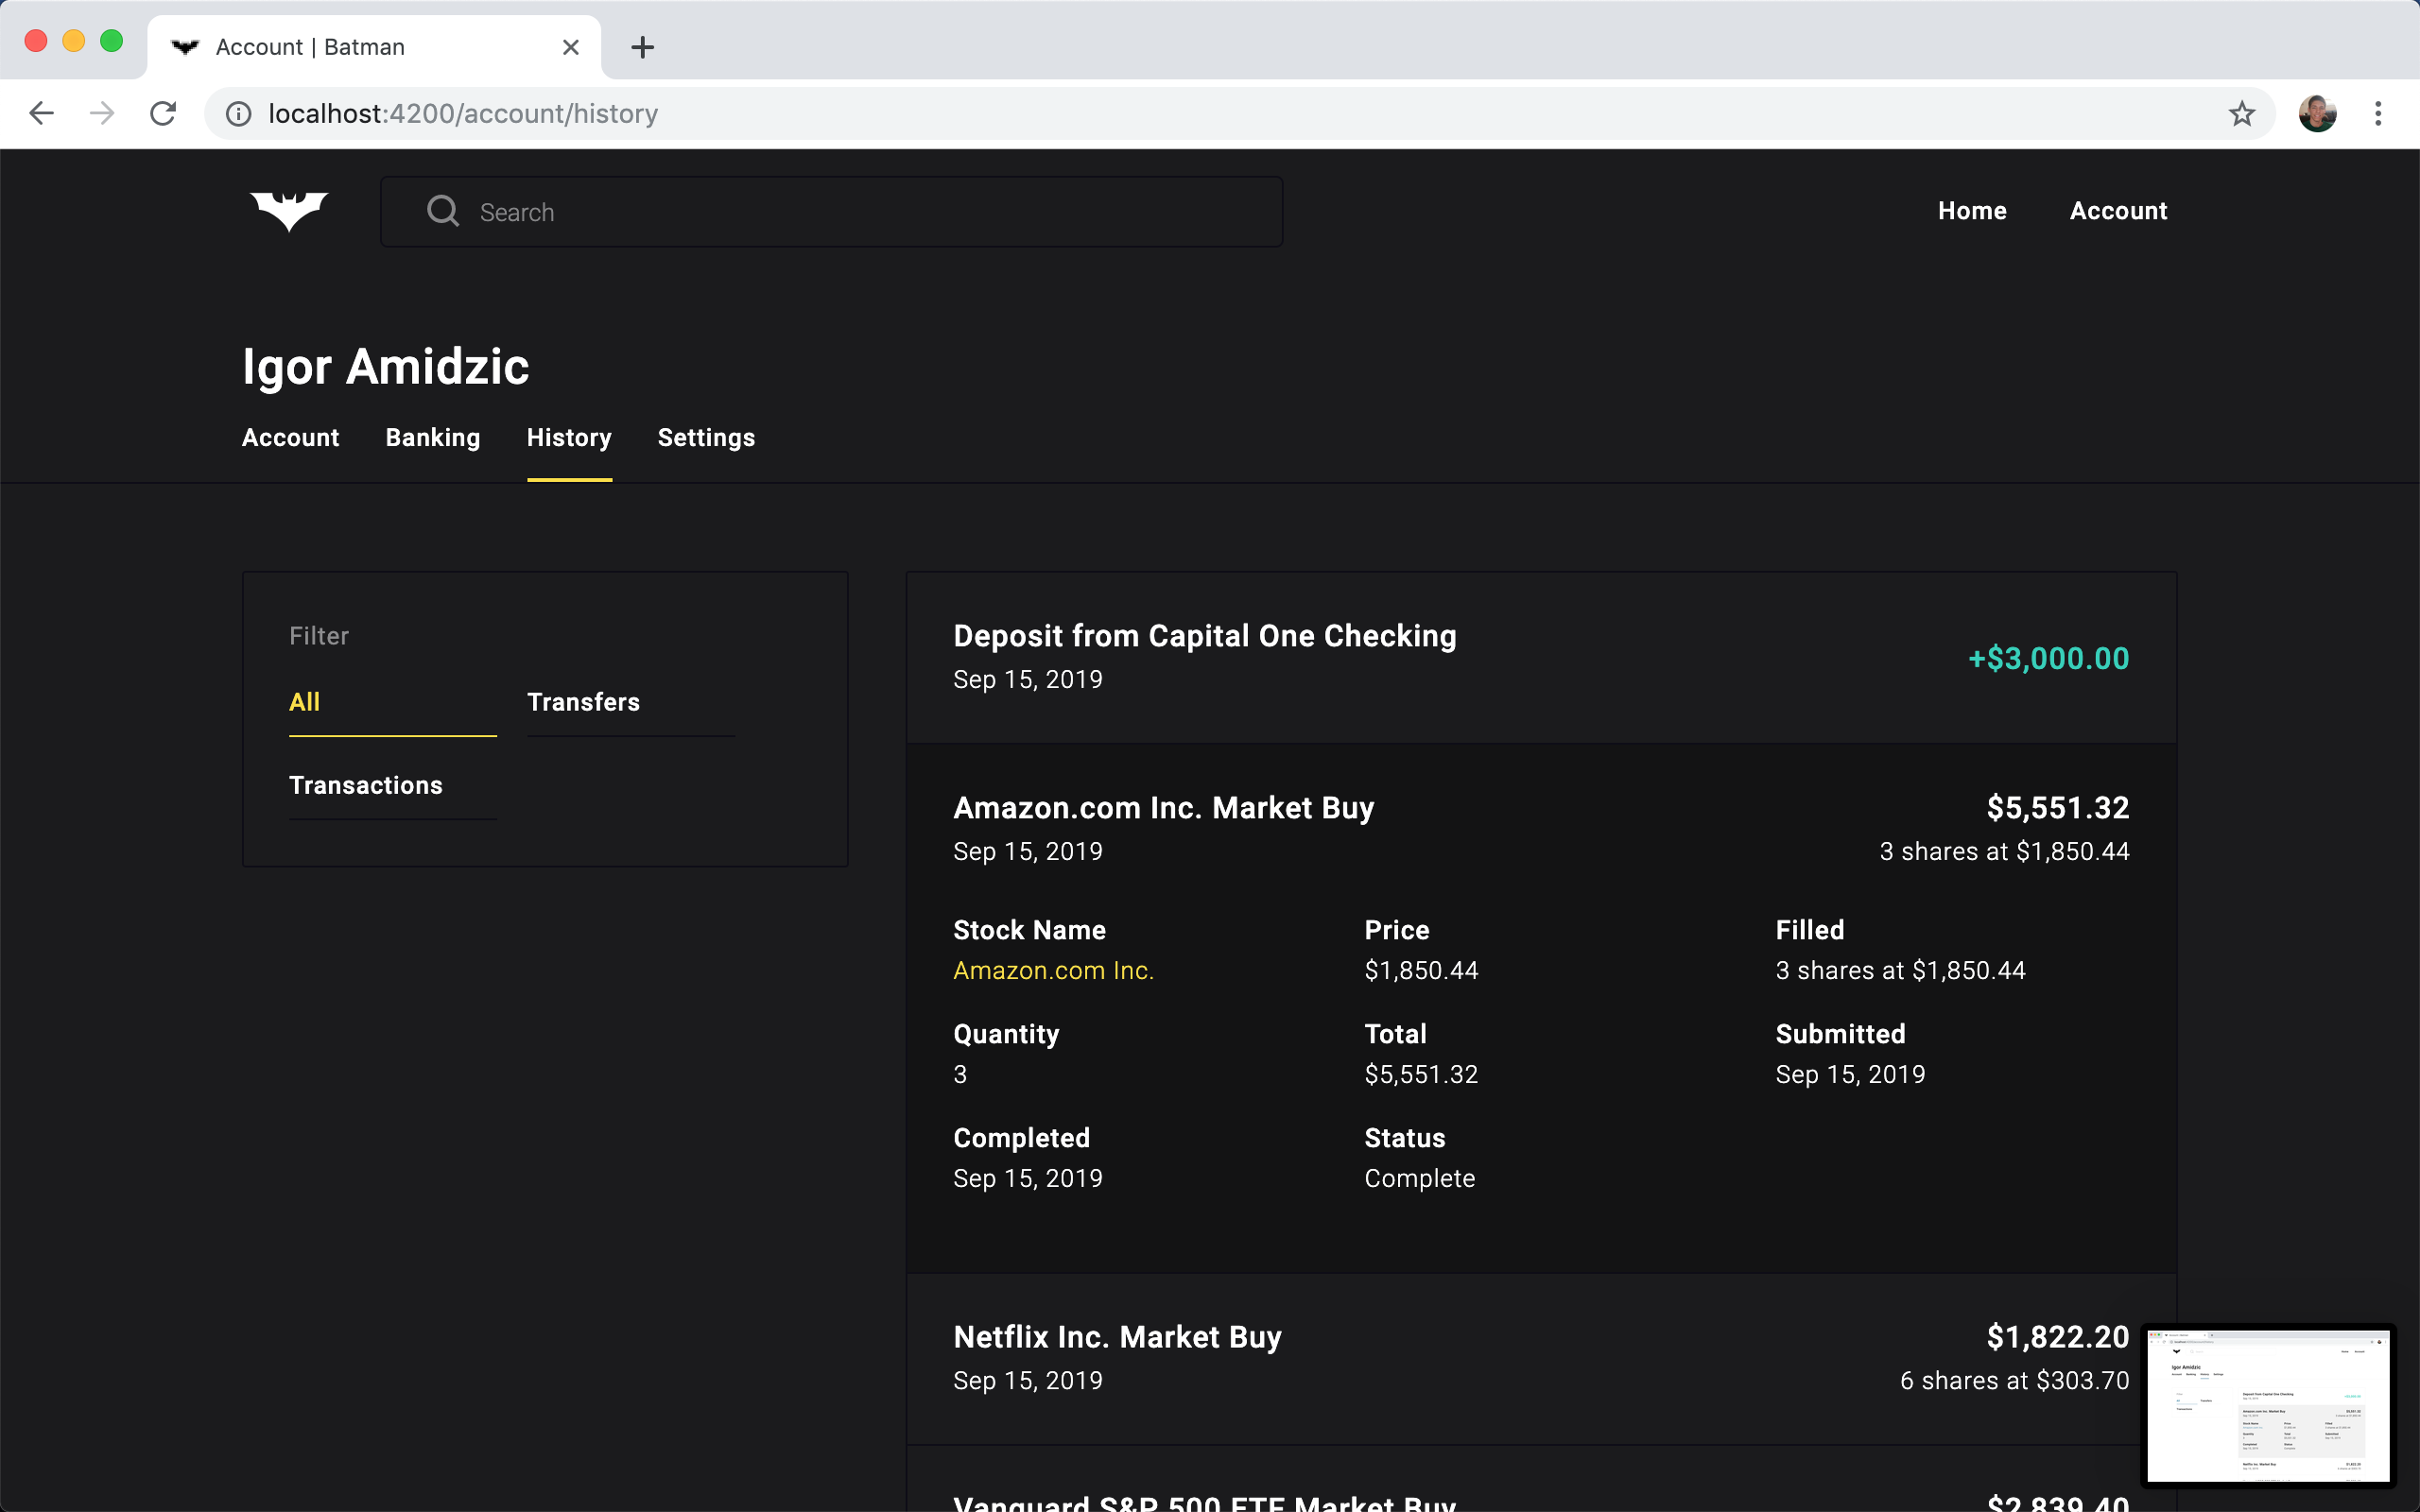 Account | Batman
localhost:4200/account/history
Search
Home
Account
Igor Amidzic
Account
Banking
History
Settings
Filter
All
Transfers
Transactions
Deposit from Capital One Checking
Sep 15, 2019
+$3,000.00
Amazon.com Inc. Market Buy
$5,551.32
Sep 15, 2019
3 shares at $1,850.44
Stock Name
Price
Filled
Amazon.com Inc.
$1,850.44
3 shares at $1,850.44
Quantity
Total
Submitted
3
$5,551.32
Sep 15, 2019
Completed
Status
Sep 15, 2019
Complete
Netflix Inc. Market Buy
$1,822.20
Sep 15, 2019
6 shares at $303.70
Vanguard S&P 500 ETF Market Buy
$2,839.40